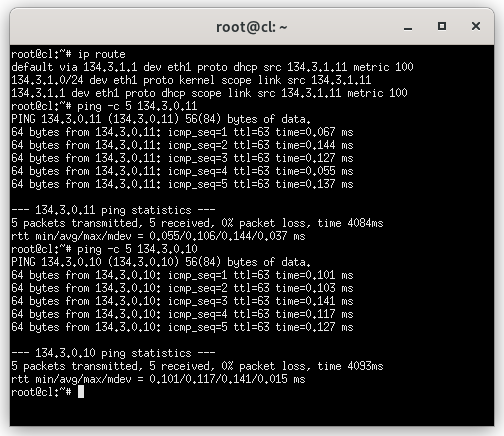 root@cl: ~
root@cl:~# ip route
default via 134.3.1.1 dev eth1 proto dhcp src 134.3.1.11 metric 100
134.3.1.0/24 dev eth1 proto kernel scope link src 134.3.1.11
134.3.1.1 dev eth1 proto dhcp scope link src 134.3.1.11 metric 100
root@cl:~# ping -c 5 134.3.0.11
PING 134.3.0.11 (134.3.0.11) 56(84) bytes of data.
64 bytes from 134.3.0.11: icmp_seq=1 ttl=63 time=0.067 ms
64 bytes from 134.3.0.11: icmp_seq=2 ttl=63 time=0.144 ms
64 bytes from 134.3.0.11: icmp_seq=3 ttl=63 time=0.127 ms
64 bytes from 134.3.0.11: icmp_seq=4 ttl=63 time=0.055 ms
64 bytes from 134.3.0.11: icmp_seq=5 ttl=63 time=0.137 ms
--- 134.3.0.11 ping statistics ---
5 packets transmitted, 5 received, 0% packet loss, time 4084ms
rtt min/avg/max/mdev = 0.055/0.106/0.144/0.037 ms
root@cl:~# ping -c 5 134.3.0.10
PING 134.3.0.10 (134.3.0.10) 56(84) bytes of data.
64 bytes from 134.3.0.10: icmp_seq=1 ttl=63 time=0.101 ms
64 bytes from 134.3.0.10: icmp_seq=2 ttl=63 time=0.103 ms
64 bytes from 134.3.0.10: icmp_seq=3 ttl=63 time=0.141 ms
64 bytes from 134.3.0.10: icmp_seq=4 ttl=63 time=0.117 ms
64 bytes from 134.3.0.10: icmp_seq=5 ttl=63 time=0.127 ms
--- 134.3.0.10 ping statistics ---
5 packets transmitted, 5 received, 0% packet loss, time 4093ms
rtt min/avg/max/mdev = 0.101/0.117/0.141/0.015 ms
root@cl:~#